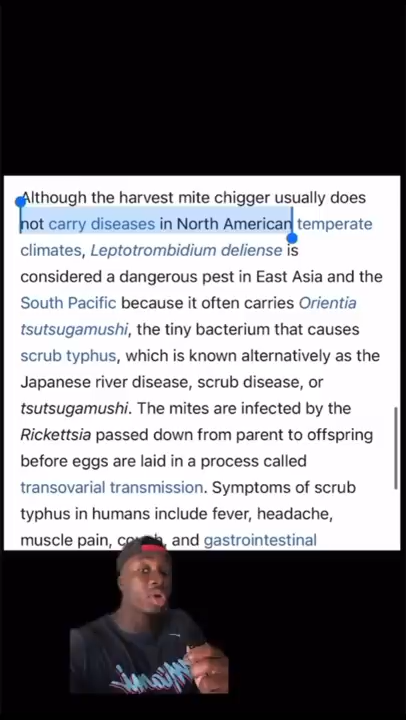 Although the harvest mite chigger usually does
not carry diseases in North American temperate
climates, Leptotrombidium deliense is
considered a dangerous pest in East Asia and the
South Pacific because it often carries Orientia
tsutsugamushi, the tiny bacterium that causes
scrub typhus, which is known alternatively as the
Japanese river disease, scrub disease, or
tsutsugamushi. The mites are infected by the
Rickettsia passed down from parent to offspring
before eggs are laid in a process called
transovarial transmission. Symptoms of scrub
typhus in humans include fever, headache,
muscle pain, cough, and gastrointestinal
Miami